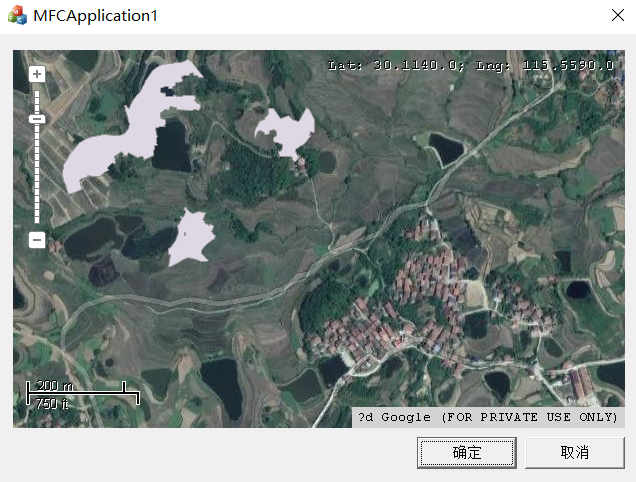 MFCApplication1
Lat: 30.1140.0; Lng: 115.5590.0
200 m
750 ft
?d Google (FOR PRIVATE USE ONLY)
确定
取消